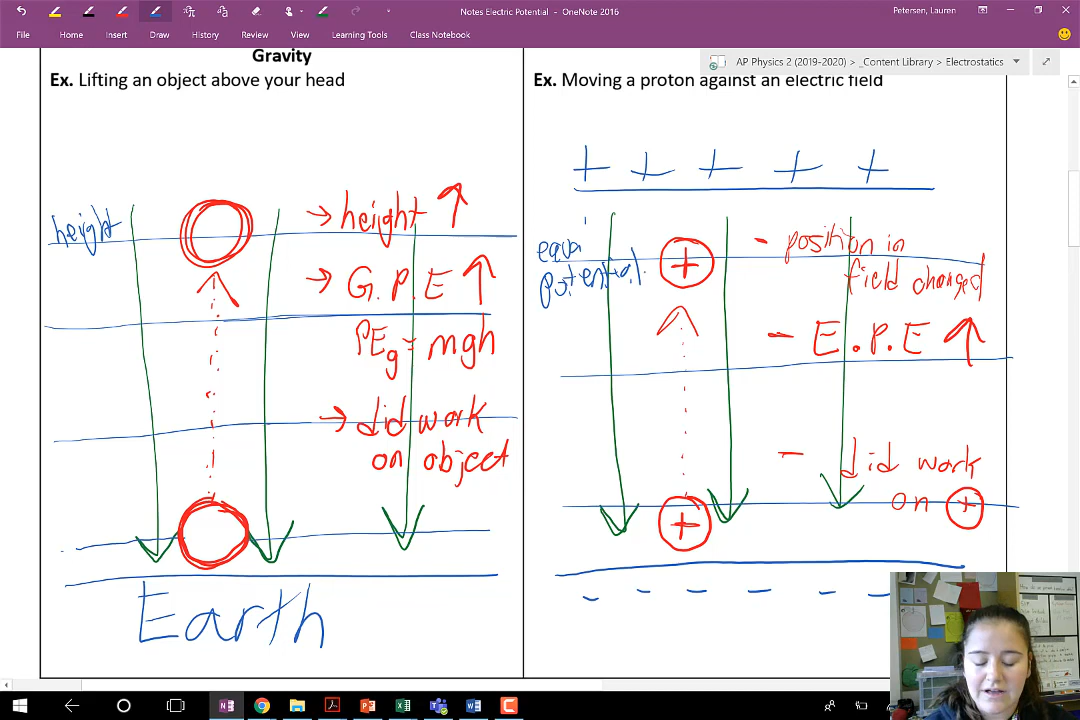 Notes Electric Potential - OneNote 2016
Petersen, Lauren
File Home Insert Draw History Review View Learning Tools Class Notebook
AP Physics 2 (2019-2020) > _Content Library > Electrostatics
Gravity
Ex. Lifting an object above your head
height
→ height ↑
→ G.P.E ↑
PEg = mgh
→ did work
on object
Earth
Ex. Moving a proton against an electric field
+ + + + +
equi
potential
+
- position in
field changed
- E.P.E ↑
- did work
on +
+
- - - - - -